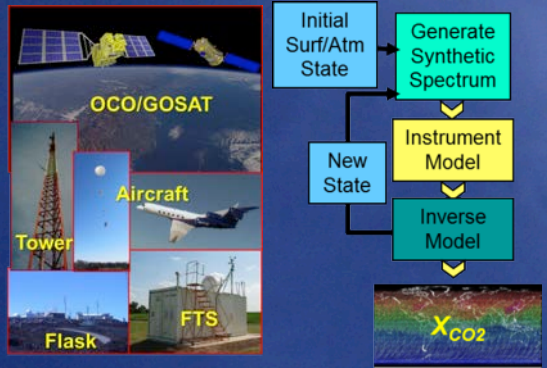 OCO/GOSAT
Aircraft
Tower
FTS
Flask
Initial
Surf/Atm
State
Generate
Synthetic
Spectrum
Instrument
Model
New
State
Inverse
Model
XCO2